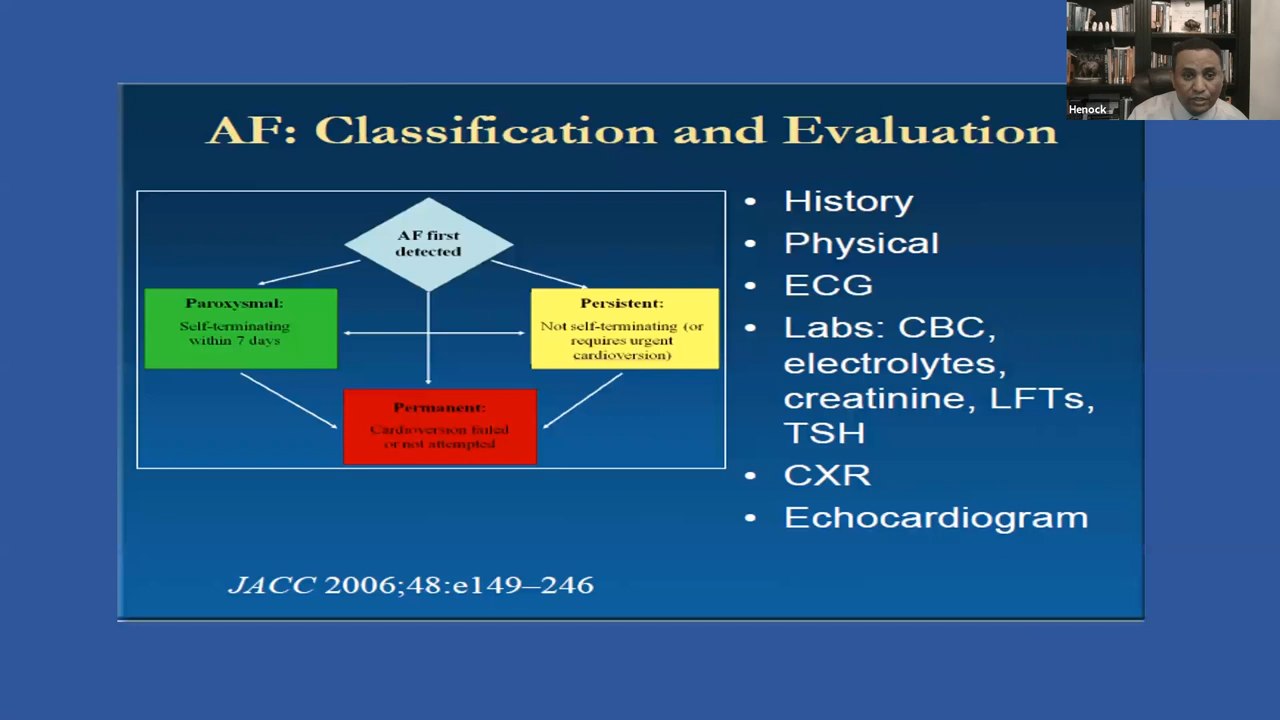 Henock
AF: Classification and Evaluation
AF first
detected
Paroxysmal:
Self-terminating
within 7 days
Persistent:
Not self-terminating (or
requires urgent
cardioversion)
Permanent:
Cardioversion failed
or not attempted
• History
• Physical
• ECG
• Labs: CBC,
electrolytes,
creatinine, LFTs,
TSH
• CXR
• Echocardiogram
JACC 2006;48:e149–246